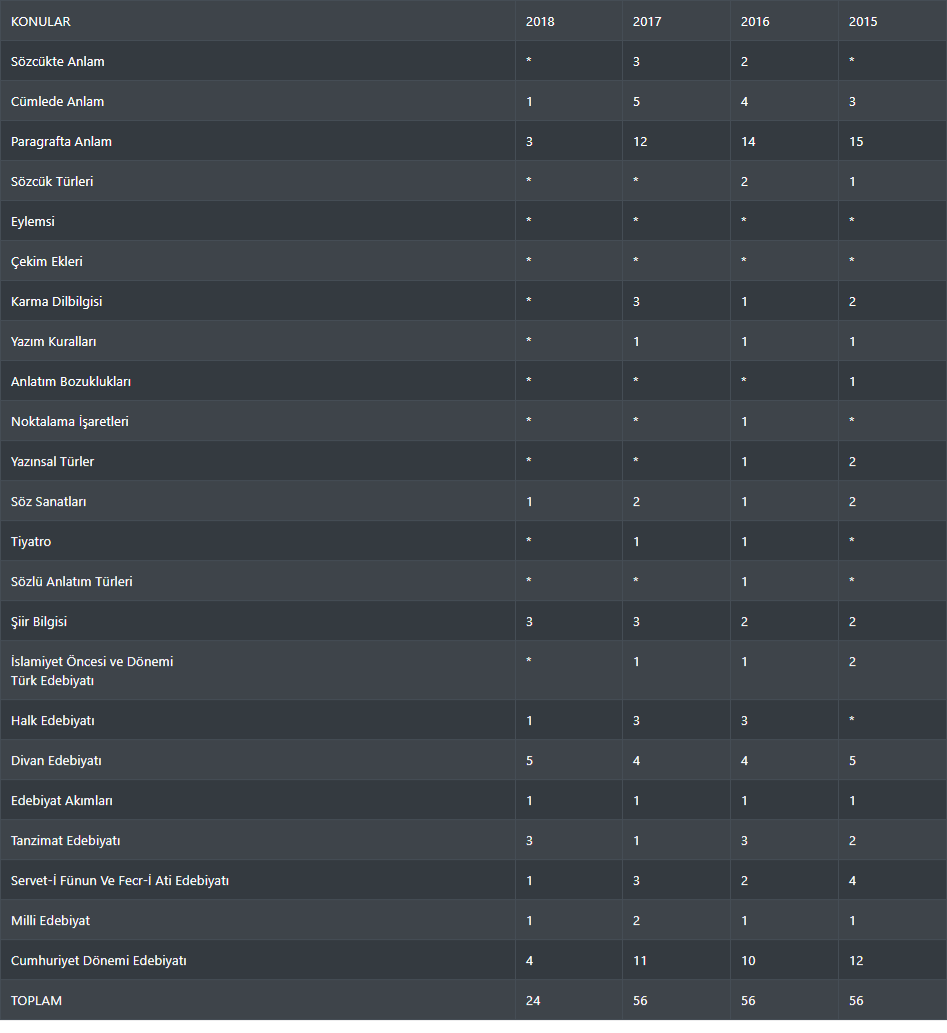 KONULAR 2018 2017 2016 2015
Sözcükte Anlam * 3 2 *
Cümlede Anlam 1 5 4 3
Paragrafta Anlam 3 12 14 15
Sözcük Türleri * * 2 1
Eylemsi * * * *
Çekim Ekleri * * * *
Karma Dilbilgisi * 3 1 2
Yazım Kuralları * 1 1 1
Anlatım Bozuklukları * * * 1
Noktalama İşaretleri * * 1 *
Yazınsal Türler * * 1 2
Söz Sanatları 1 2 1 2
Tiyatro * 1 1 *
Sözlü Anlatım Türleri * * 1 *
Şiir Bilgisi 3 3 2 2
İslamiyet Öncesi ve Dönemi * 1 1 2
Türk Edebiyatı
Halk Edebiyatı 1 3 3 *
Divan Edebiyatı 5 4 4 5
Edebiyat Akımları 1 1 1 1
Tanzimat Edebiyatı 3 1 3 2
Servet-İ Fünun Ve Fecr-İ Ati Edebiyatı 1 3 2 4
Milli Edebiyat 1 2 1 1
Cumhuriyet Dönemi Edebiyatı 4 11 10 12
TOPLAM 24 56 56 56